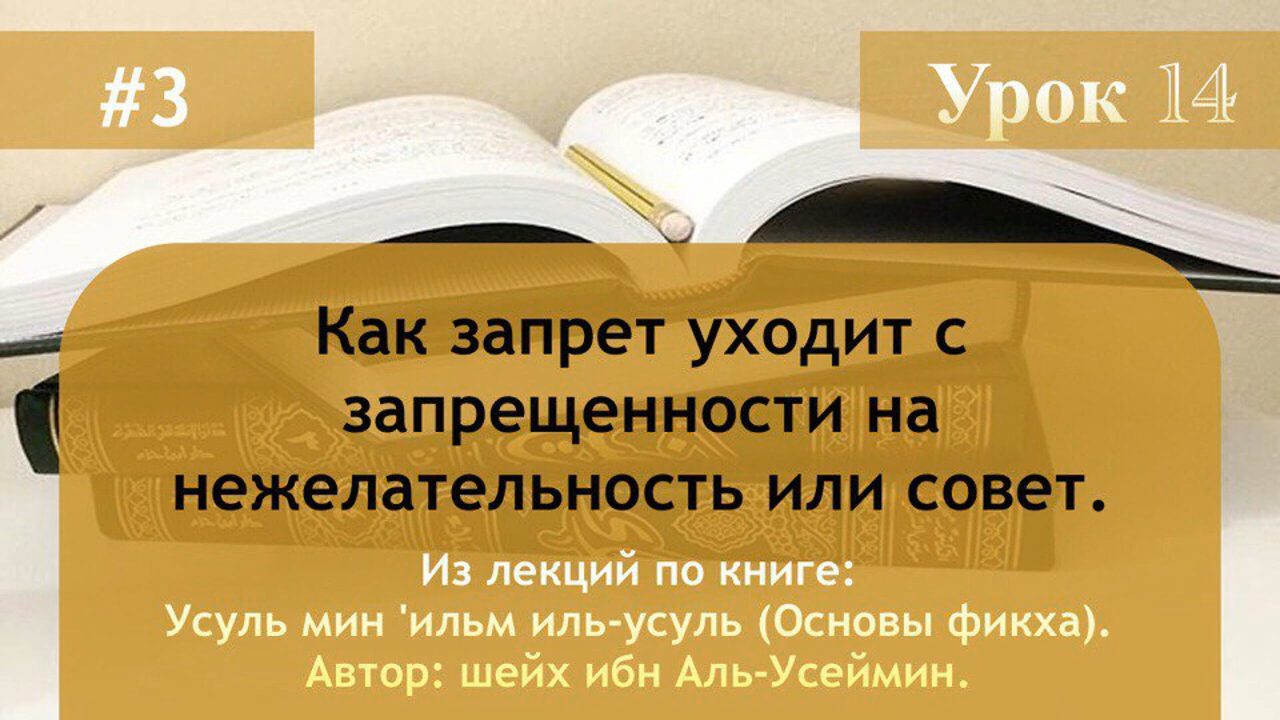 #3
Урок 14
Как запрет уходит с
запрещенности на
нежелательность или совет.
Из лекций по книге:
Усуль мин 'ильм иль-усуль (Основы фикха).
Автор: шейх ибн Аль-Усеймин.